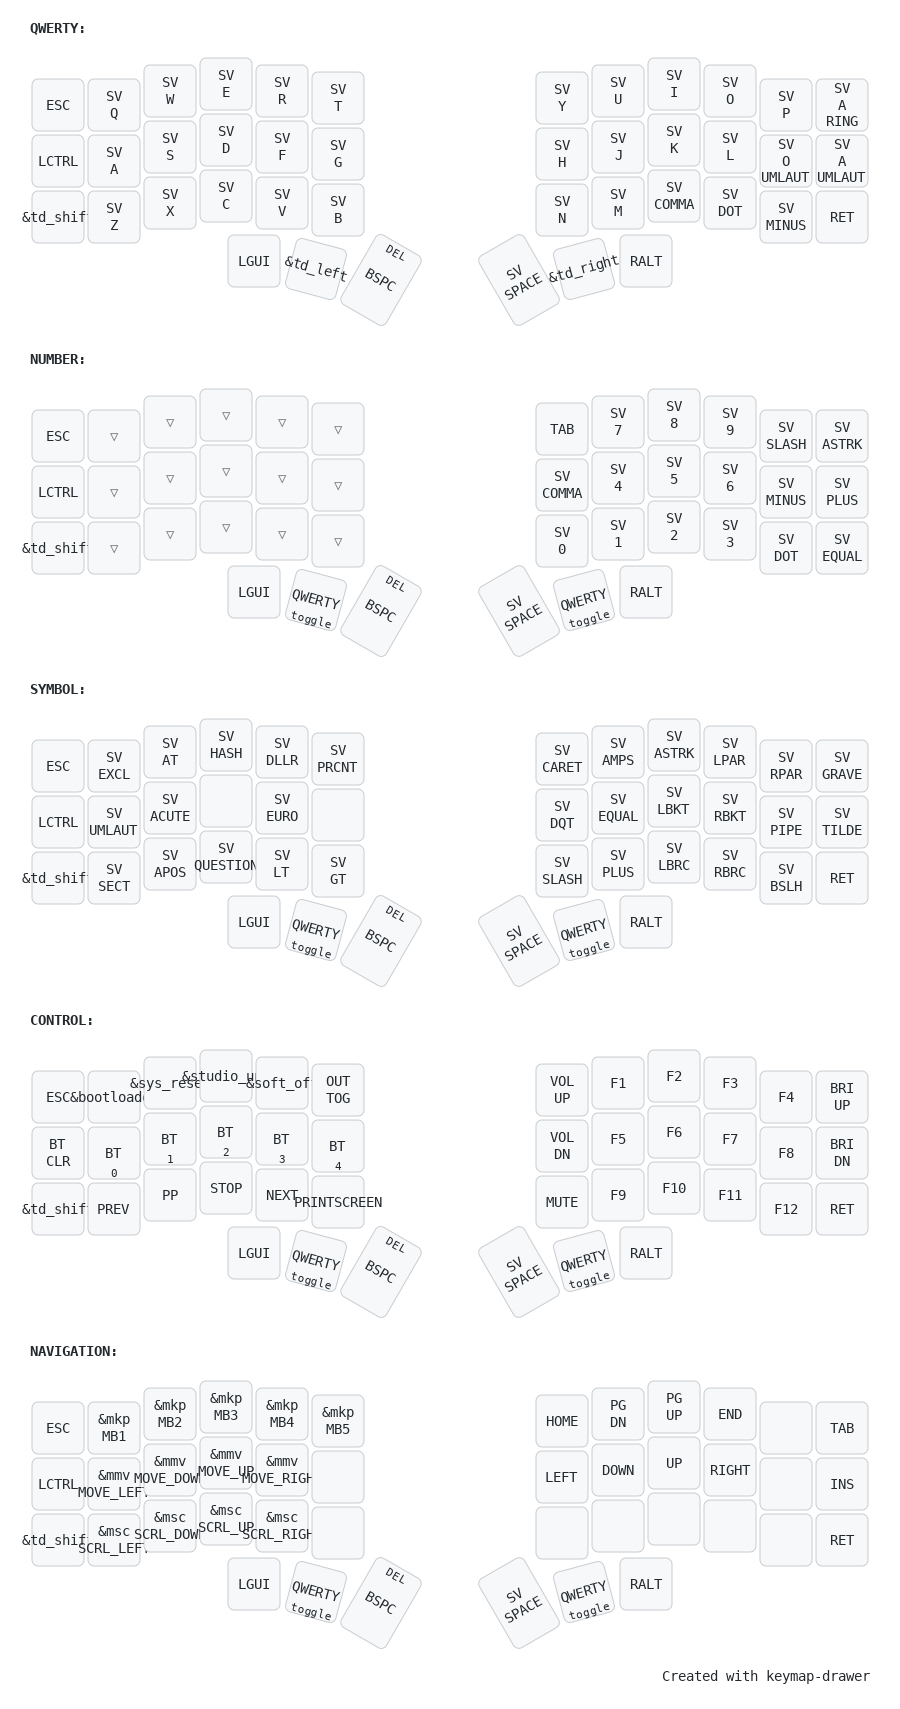 QWERTY:
ESC SV Q SV W SV E SV R SV T SV Y SV U SV I SV O SV P SV A RING
LCTRL SV A SV S SV D SV F SV G SV H SV J SV K SV L SV O UMLAUT SV A UMLAUT
&td_shif SV Z SV X SV C SV V SV B SV N SV M SV COMMA SV DOT SV MINUS RET
LGUI &td_left DEL BSPC SV SPACE &td_right RALT
NUMBER:
ESC ▽ ▽ ▽ ▽ ▽ TAB SV 7 SV 8 SV 9 SV SLASH SV ASTRK
LCTRL ▽ ▽ ▽ ▽ ▽ SV COMMA SV 4 SV 5 SV 6 SV MINUS SV PLUS
&td_shif ▽ ▽ ▽ ▽ ▽ SV 0 SV 1 SV 2 SV 3 SV DOT SV EQUAL
LGUI QWERTY toggle DEL BSPC SV SPACE QWERTY toggle RALT
SYMBOL:
ESC SV EXCL SV AT SV HASH SV DLLR SV PRCNT SV CARET SV AMPS SV ASTRK SV LPAR SV RPAR SV GRAVE
LCTRL SV UMLAUT SV ACUTE SV EURO SV DQT SV EQUAL SV LBKT SV RBKT SV PIPE SV TILDE
&td_shif SV SECT SV APOS SV QUESTION SV LT SV GT SV SLASH SV PLUS SV LBRC SV RBRC SV BSLH RET
LGUI QWERTY toggle DEL BSPC SV SPACE QWERTY toggle RALT
CONTROL:
ESC &bootloade &sys_rese &studio_u &soft_of OUT TOG VOL UP F1 F2 F3 F4 BRI UP
BT CLR BT 0 BT 1 BT 2 BT 3 BT 4 VOL DN F5 F6 F7 F8 BRI DN
&td_shif PREV PP STOP NEXT PRINTSCREEN MUTE F9 F10 F11 F12 RET
LGUI QWERTY toggle DEL BSPC SV SPACE QWERTY toggle RALT
NAVIGATION:
ESC &mkp MB1 &mkp MB2 &mkp MB3 &mkp MB4 &mkp MB5 HOME PG DN PG UP END TAB
LCTRL &mmv MOVE_LEF &mmv MOVE_DOW &mmv MOVE_UP &mmv MOVE_RIGH LEFT DOWN UP RIGHT INS
&td_shif &msc SCRL_LEF &msc SCRL_DOW &msc SCRL_UP &msc SCRL_RIGH RET
LGUI QWERTY toggle DEL BSPC SV SPACE QWERTY toggle RALT
Created with keymap-drawer